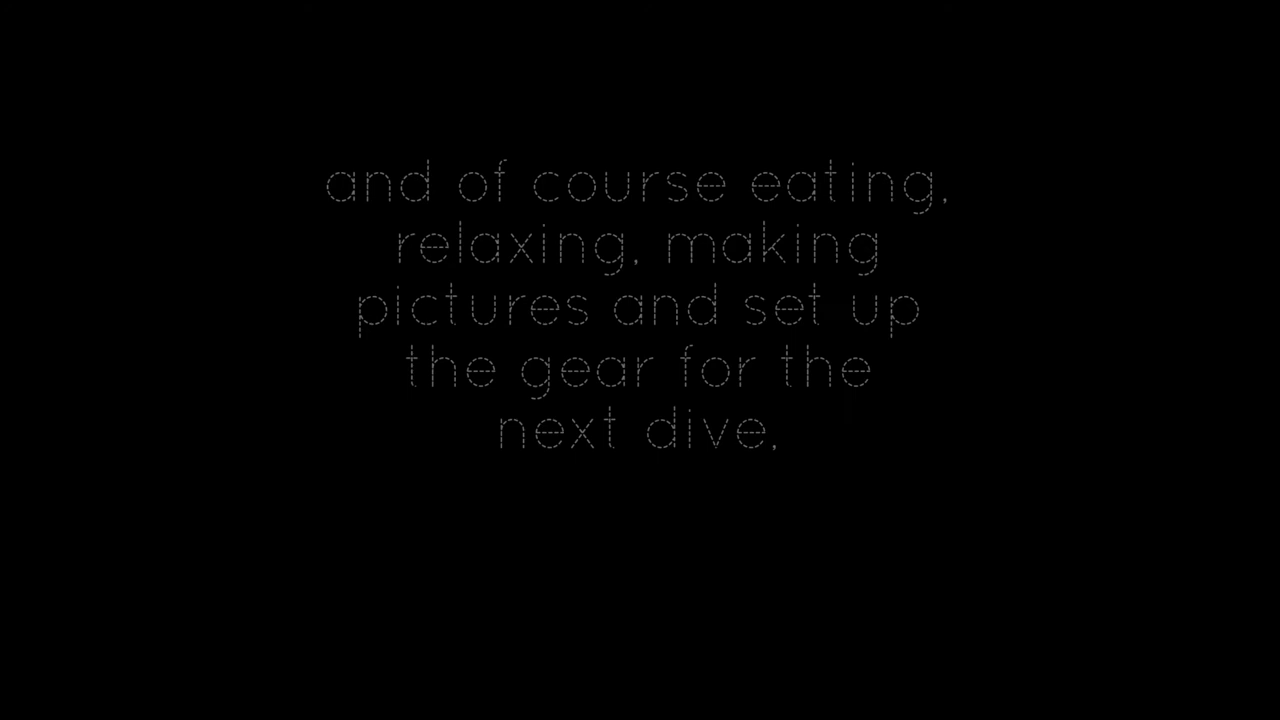 and of course eating,
relaxing, making
pictures and set up
the gear for the
next dive,